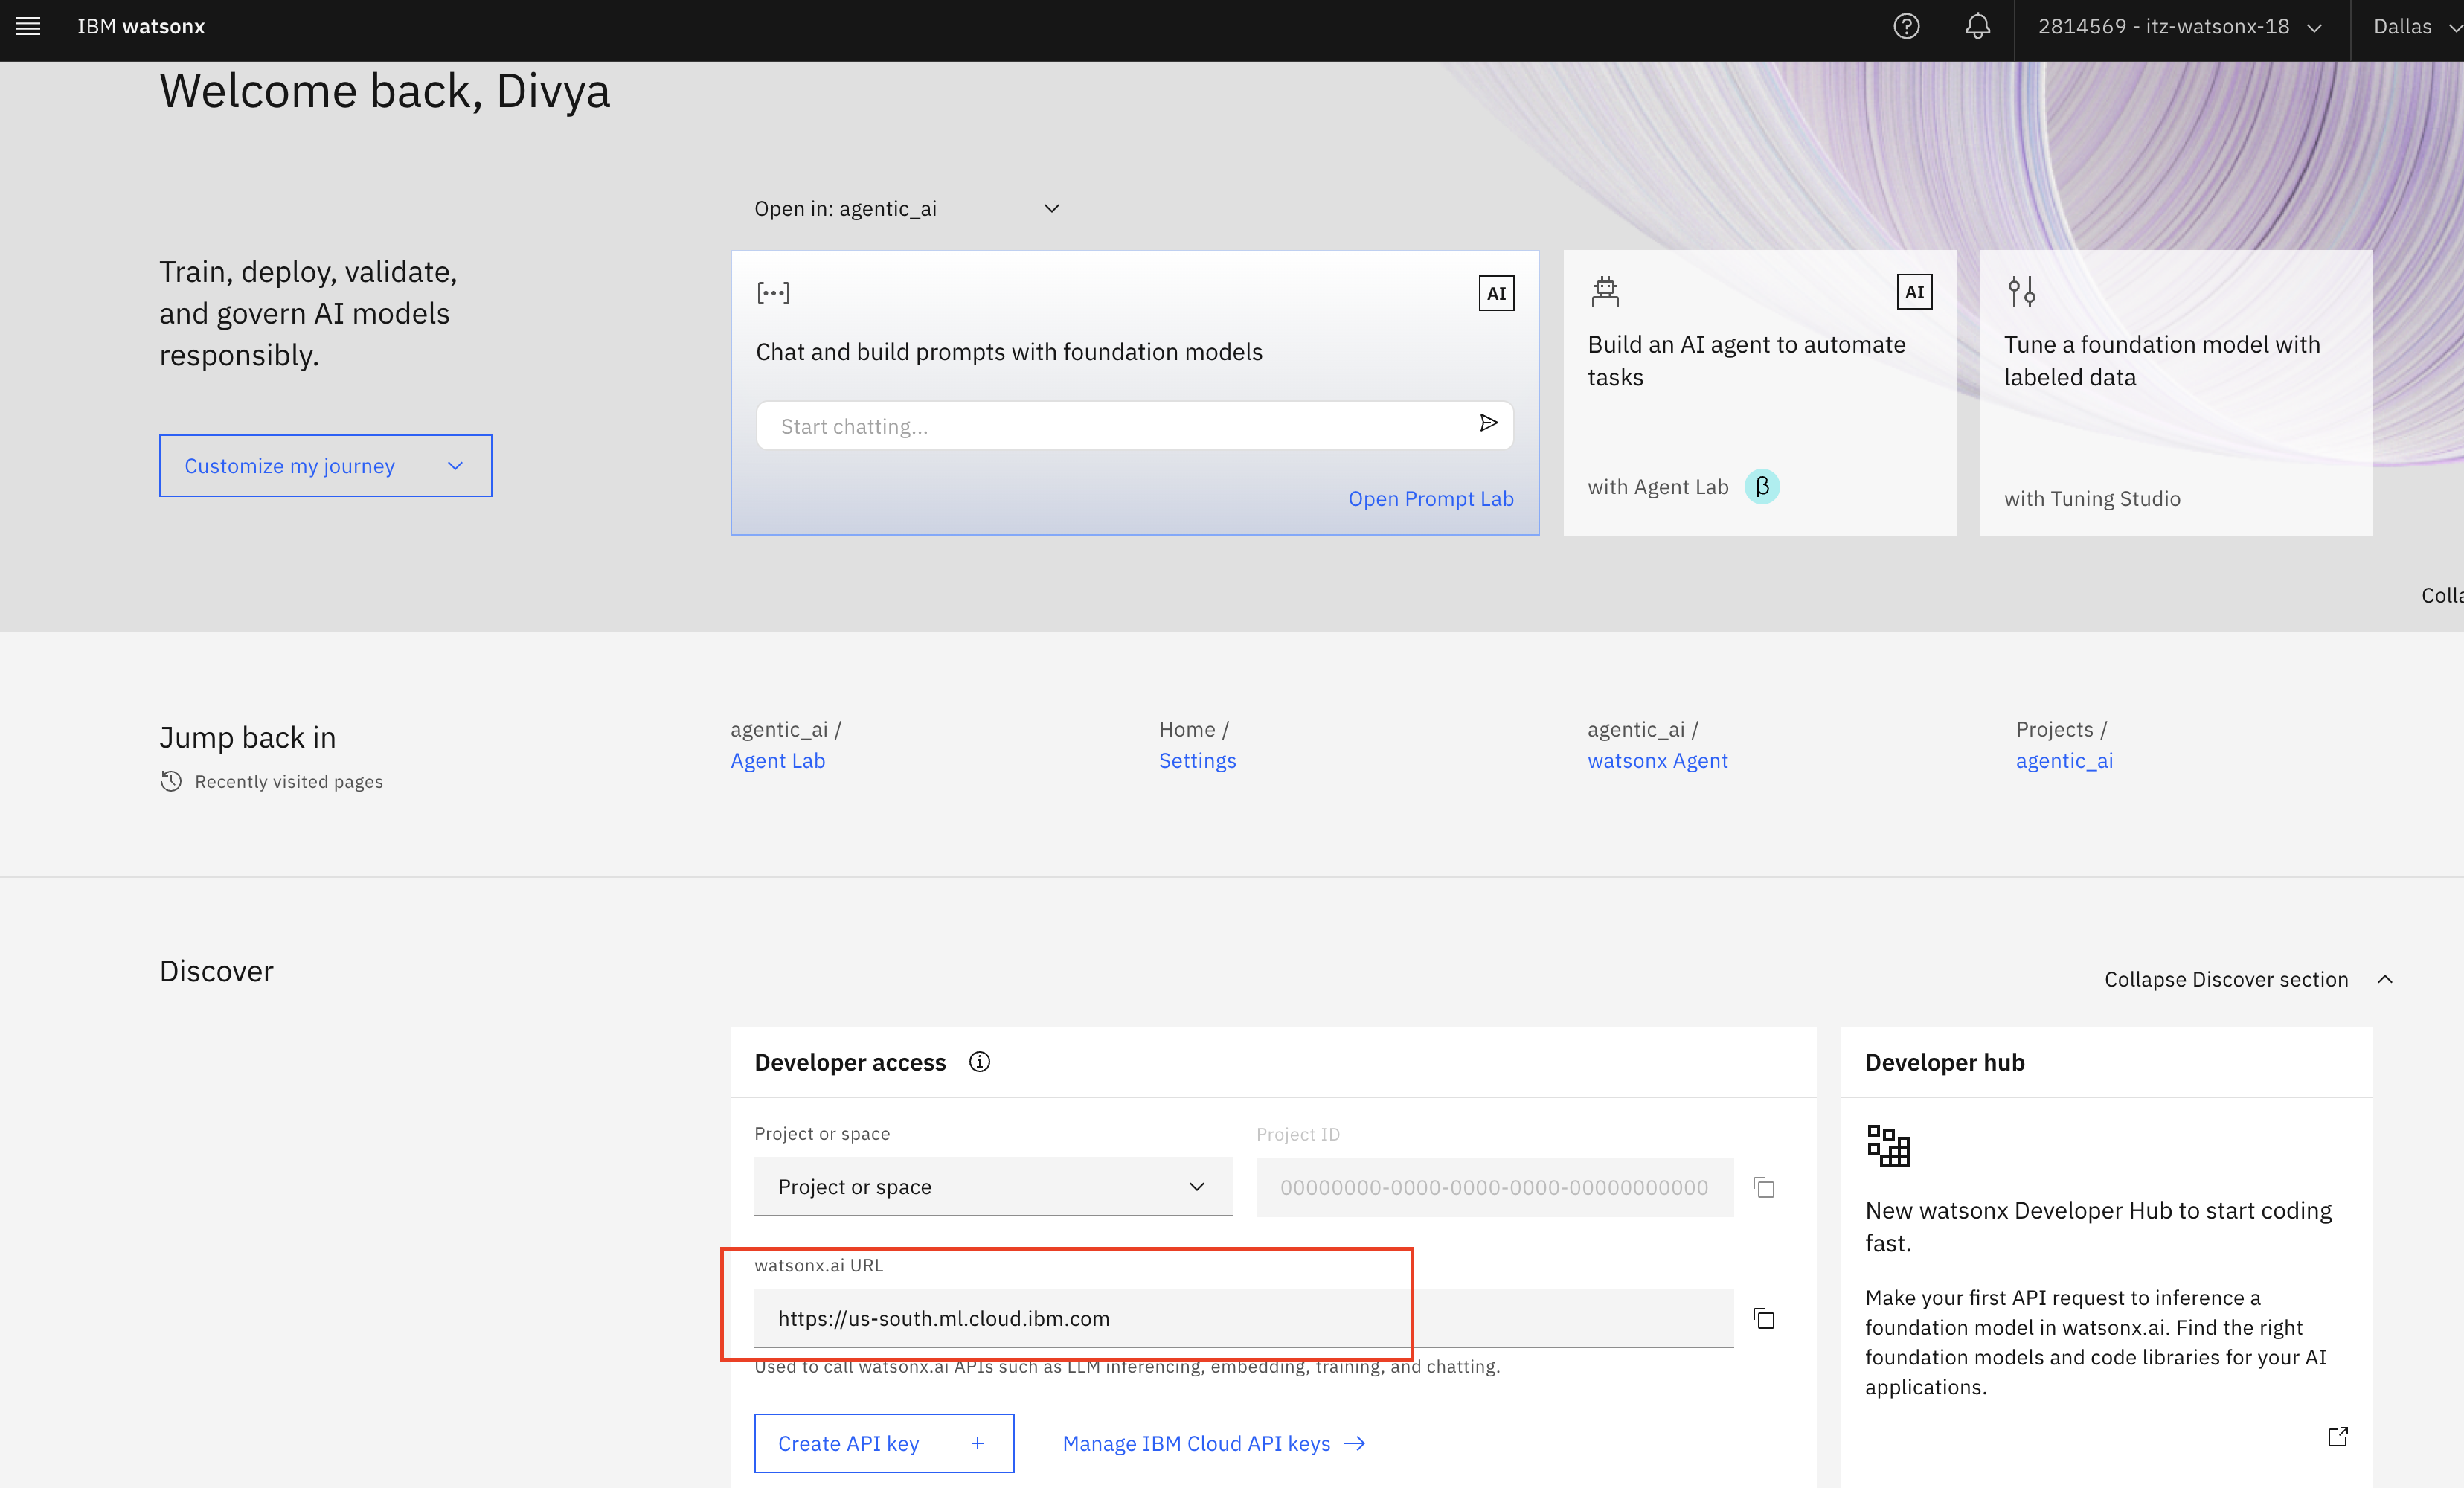 IBM watsonx
2814569 - itz-watsonx-18
Dallas
Welcome back, Divya
Open in: agentic_ai
Train, deploy, validate,
and govern AI models
responsibly.
Customize my journey
AI
Chat and build prompts with foundation models
Start chatting...
Open Prompt Lab
AI
Build an AI agent to automate
tasks
with Agent Lab β
Tune a foundation model with
labeled data
with Tuning Studio
Jump back in
Recently visited pages
agentic_ai /
Agent Lab
Home /
Settings
agentic_ai /
watsonx Agent
Projects /
agentic_ai
Discover
Collapse Discover section
Developer access
Project or space
Project or space
Project ID
00000000-0000-0000-0000-00000000000
watsonx.ai URL
https://us-south.ml.cloud.ibm.com
Used to call watsonx.ai APIs such as LLM inferencing, embedding, training, and chatting.
Create API key +
Manage IBM Cloud API keys
Developer hub
New watsonx Developer Hub to start coding
fast.
Make your first API request to inference a
foundation model in watsonx.ai. Find the right
foundation models and code libraries for your AI
applications.